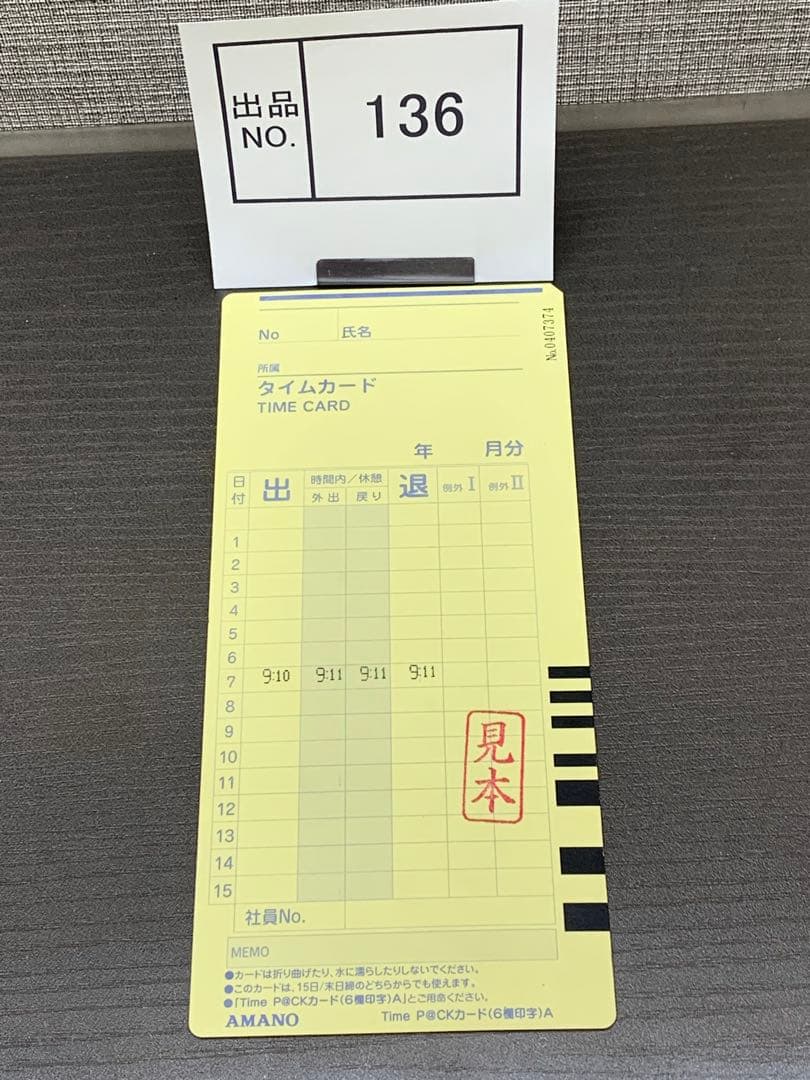 出品
NO.
136
No.0407374
No 氏名
所属
タイムカード
TIME CARD
年 月分
日付 出 時間内/休憩 退 例外Ⅰ 例外Ⅱ
外出 戻り
1
2
3
4
5
6
7 9:10 9:11 9:11 9:11
8
9
10
11
12
13
14
15
見本
社員No.
MEMO
●カードは折り曲げたり、水に濡らしたりしないでください。
●このカードは、15日/末日締のどちらからでも使えます。
●「Time P@CKカード(6欄印字)A」とご用命ください。
AMANO Time P@CKカード(6欄印字)A